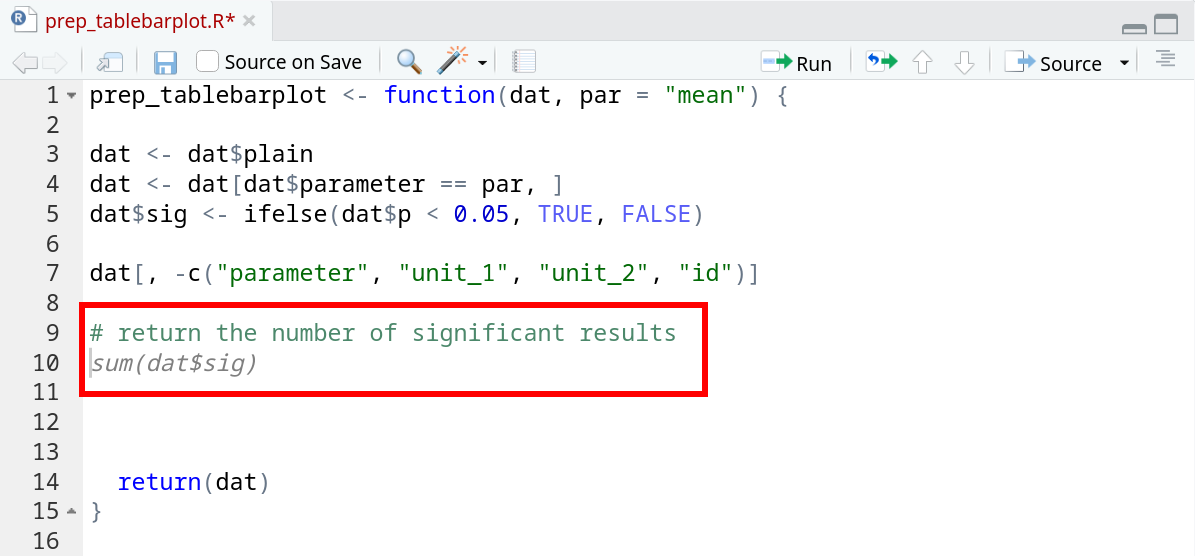 prep_tablebarplot.R*
Source on Save
Run
Source
1 prep_tablebarplot <- function(dat, par = "mean") {
2
3 dat <- dat$plain
4 dat <- dat[dat$parameter == par, ]
5 dat$sig <- ifelse(dat$p < 0.05, TRUE, FALSE)
6
7 dat[, -c("parameter", "unit_1", "unit_2", "id")]
8
9 # return the number of significant results
10 sum(dat$sig)
11
12
13
14   return(dat)
15 }
16